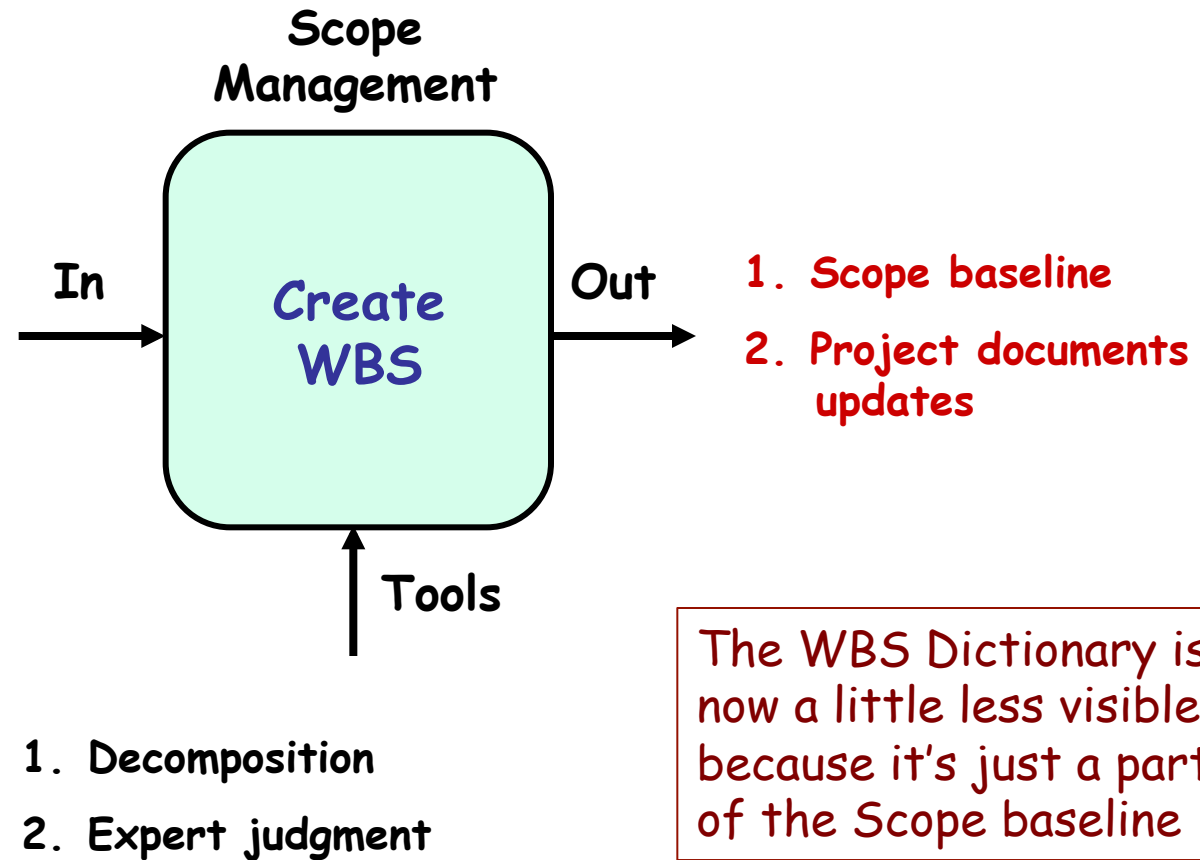 Scope
Management
In
Create
WBS
Out
1. Scope baseline
2. Project documents
updates
Tools
1. Decomposition
2. Expert judgment
The WBS Dictionary is
now a little less visible
because it's just a part
of the Scope baseline